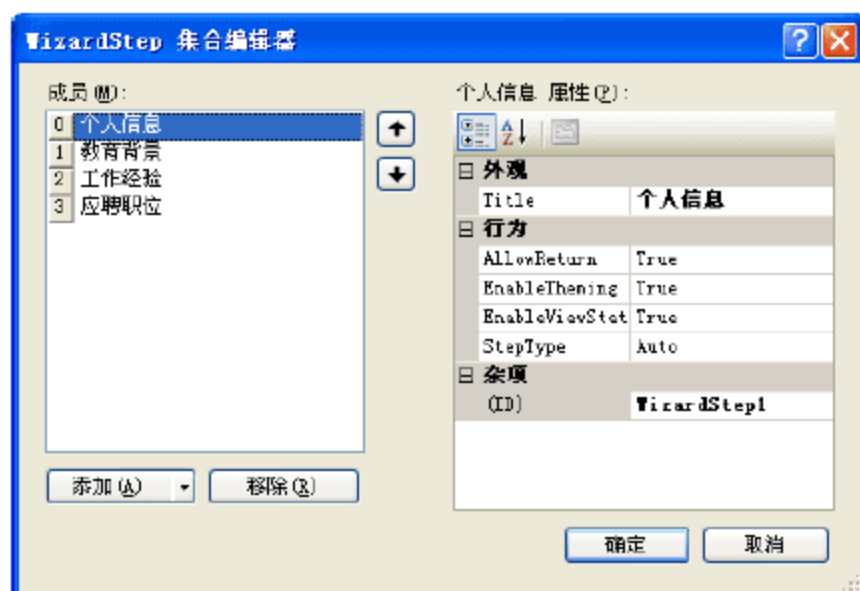 WizardStep 集合编辑器
成员(M):
0 个人信息
1 教育背景
2 工作经验
3 应聘职位
添加(A)
移除(R)
个人信息 属性(P):
外观
Title 个人信息
行为
AllowReturn True
EnableTheming True
EnableViewStat True
StepType Auto
杂项
(ID) WizardStep1
确定
取消